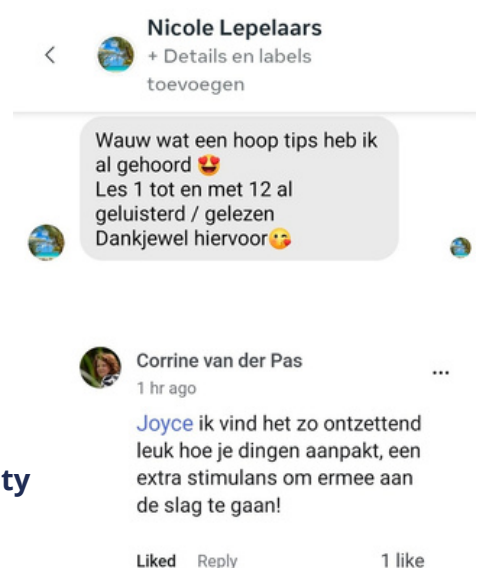 Nicole Lepelaars
+ Details en labels
toevoegen
Wauw wat een hoop tips heb ik
al gehoord 😍
Les 1 tot en met 12 al
geluisterd / gelezen
Dankjewel hiervoor😘
Corrine van der Pas
...
1 hr ago
Joyce ik vind het zo ontzettend
leuk hoe je dingen aanpakt, een
extra stimulans om ermee aan
de slag te gaan!
ty
Liked Reply 1 like